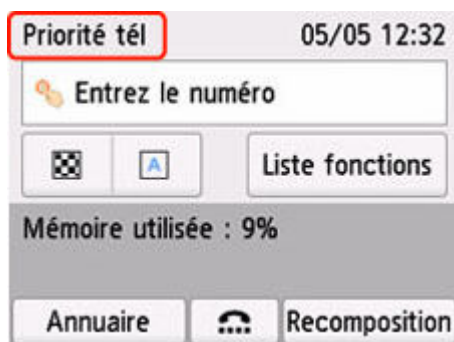 Priorité tél 05/05 12:32
Entrez le numéro
A Liste fonctions
Mémoire utilisée : 9%
Annuaire Recomposition